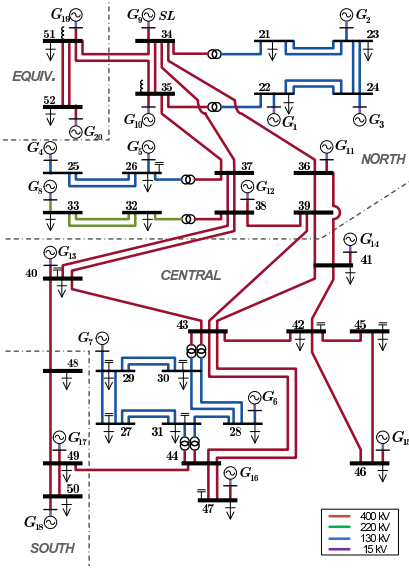 G19
G9 SL
G2
51
34
21
23
EQUIV.
35
22
24
52
G20
G10
G1
G3
G4
G5
G11
NORTH
25
26
37
36
G8
G12
33
32
38
39
G13
G14
40
CENTRAL
41
43
42
45
G7
48
29
30
G6
27
31
28
G17
G15
49
44
G16
46
50
47
G18
SOUTH
400 kV
220 kV
130 kV
15 kV